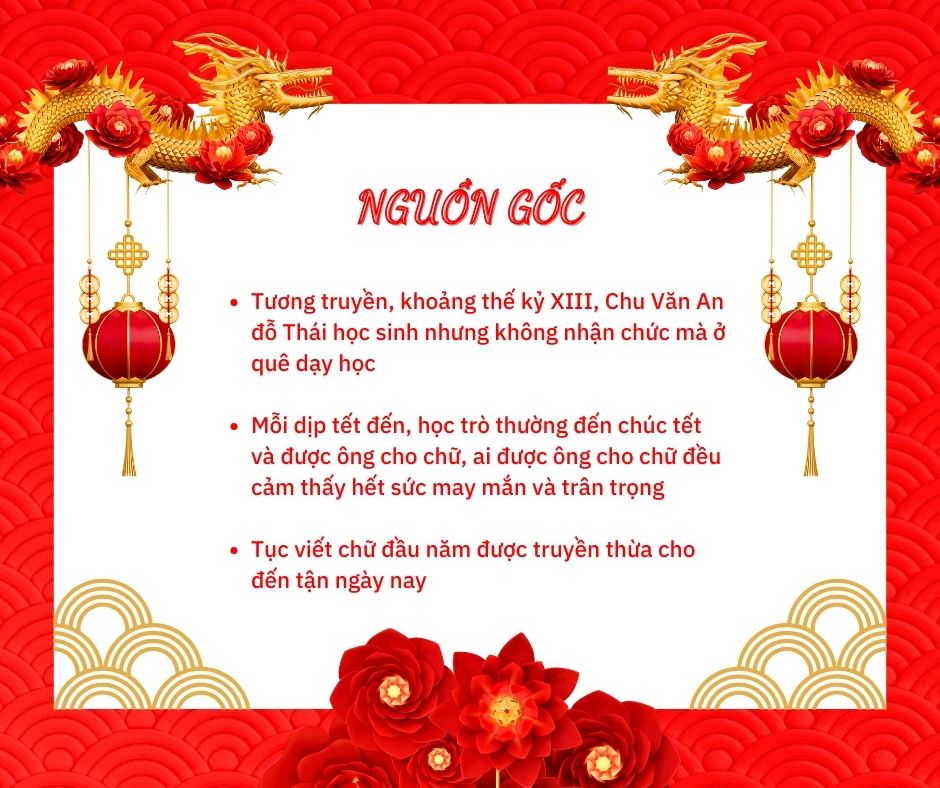 NGUỒN GỐC
• Tương truyền, khoảng thế kỷ XIII, Chu Văn An
đỗ Thái học sinh nhưng không nhận chức mà ở
quê dạy học
• Mỗi dịp tết đến, học trò thường đến chúc tết
và được ông cho chữ, ai được ông cho chữ đều
cảm thấy hết sức may mắn và trân trọng
• Tục viết chữ đầu năm được truyền thừa cho
đến tận ngày nay